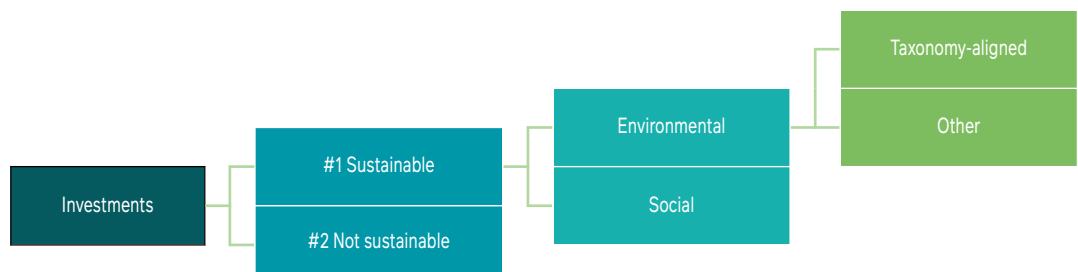 Investments
#1 Sustainable
#2 Not sustainable
Environmental
Social
Taxonomy-aligned
Other